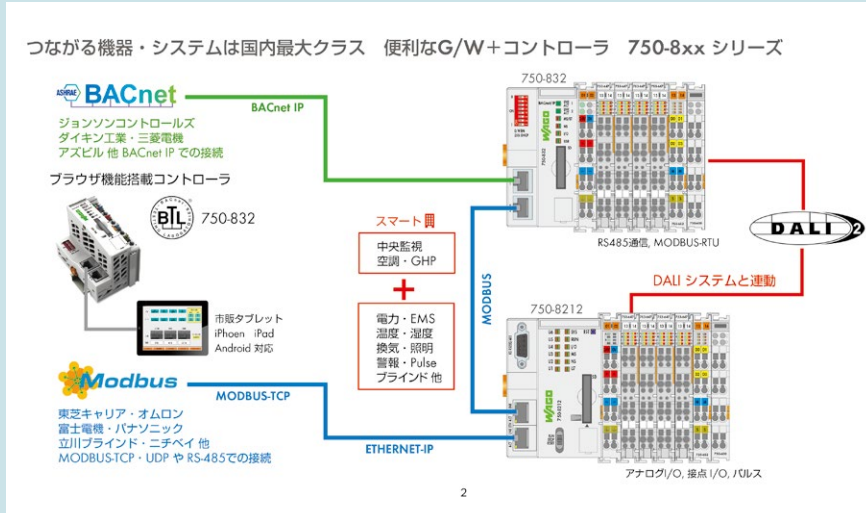 つながる機器・システムは国内最大クラス 便利なG/W＋コントローラ 750-8xx シリーズ
ASHRAE BACnet
BACnet IP
ジョンソンコントロールズ
ダイキン工業・三菱電機
アズビル 他 BACnet IP での接続
ブラウザ機能搭載コントローラ
BTL
750-832
市販タブレット
iPhoen iPad
Android 対応
スマート
中央監視
空調・GHP
+
電力・EMS
温度・湿度
換気・照明
警報・Pulse
ブラインド 他
Modbus
MODBUS-TCP
東芝キャリア・オムロン
富士電機・パナソニック
立川ブラインド・ニチベイ 他
MODBUS-TCP・UDP や RS-485での接続
ETHERNET-IP
MODBUS
750-832
WAGO
RS485通信, MODBUS-RTU
DALI 2
DALI システムと連動
750-8212
WAGO
アナログI/O, 接点 I/O, パルス
2